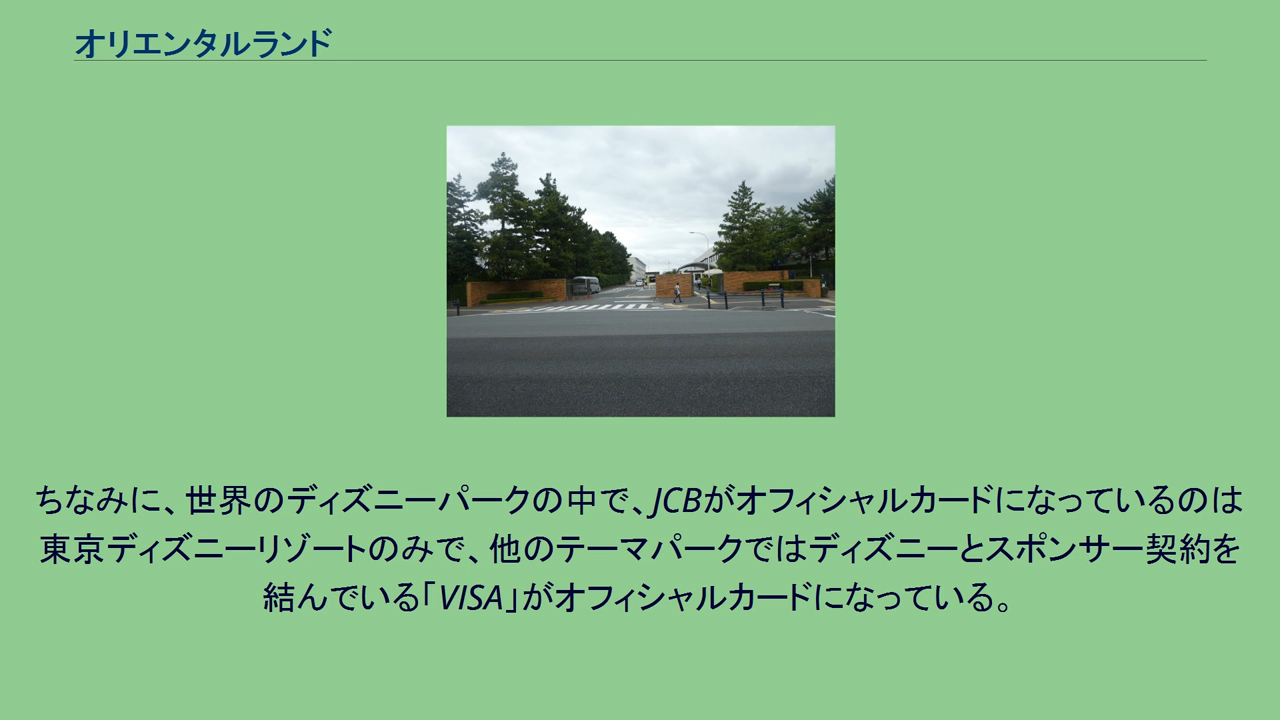 オリエンタルランド
ちなみに、世界のディズニーパークの中で、JCBがオフィシャルカードになっているのは
東京ディズニーリゾートのみで、他のテーマパークではディズニーとスポンサー契約を
結んでいる「VISA」がオフィシャルカードになっている。